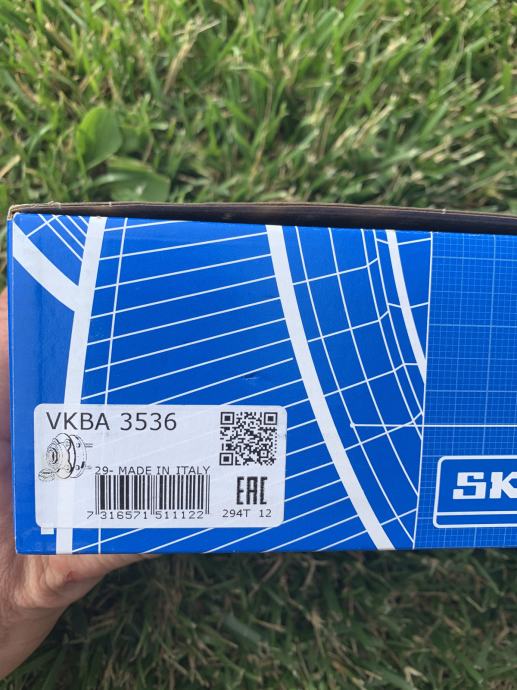 VKBA 3536
29- MADE IN ITALY
EAC
7 316571 511122
294T 12
SK